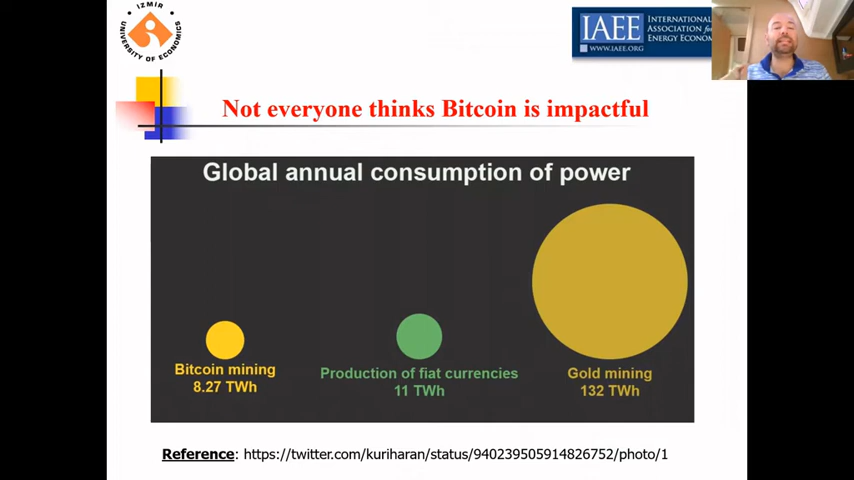 IZMIR
UNIVERSITY OF ECONOMICS
IAEE
INTERNATIONAL
ASSOCIATION for
ENERGY ECONOM
WWW.IAEE.ORG
Not everyone thinks Bitcoin is impactful
Global annual consumption of power
Bitcoin mining
8.27 TWh
Production of fiat currencies
11 TWh
Gold mining
132 TWh
Reference: https://twitter.com/kuriharan/status/940239505914826752/photo/1